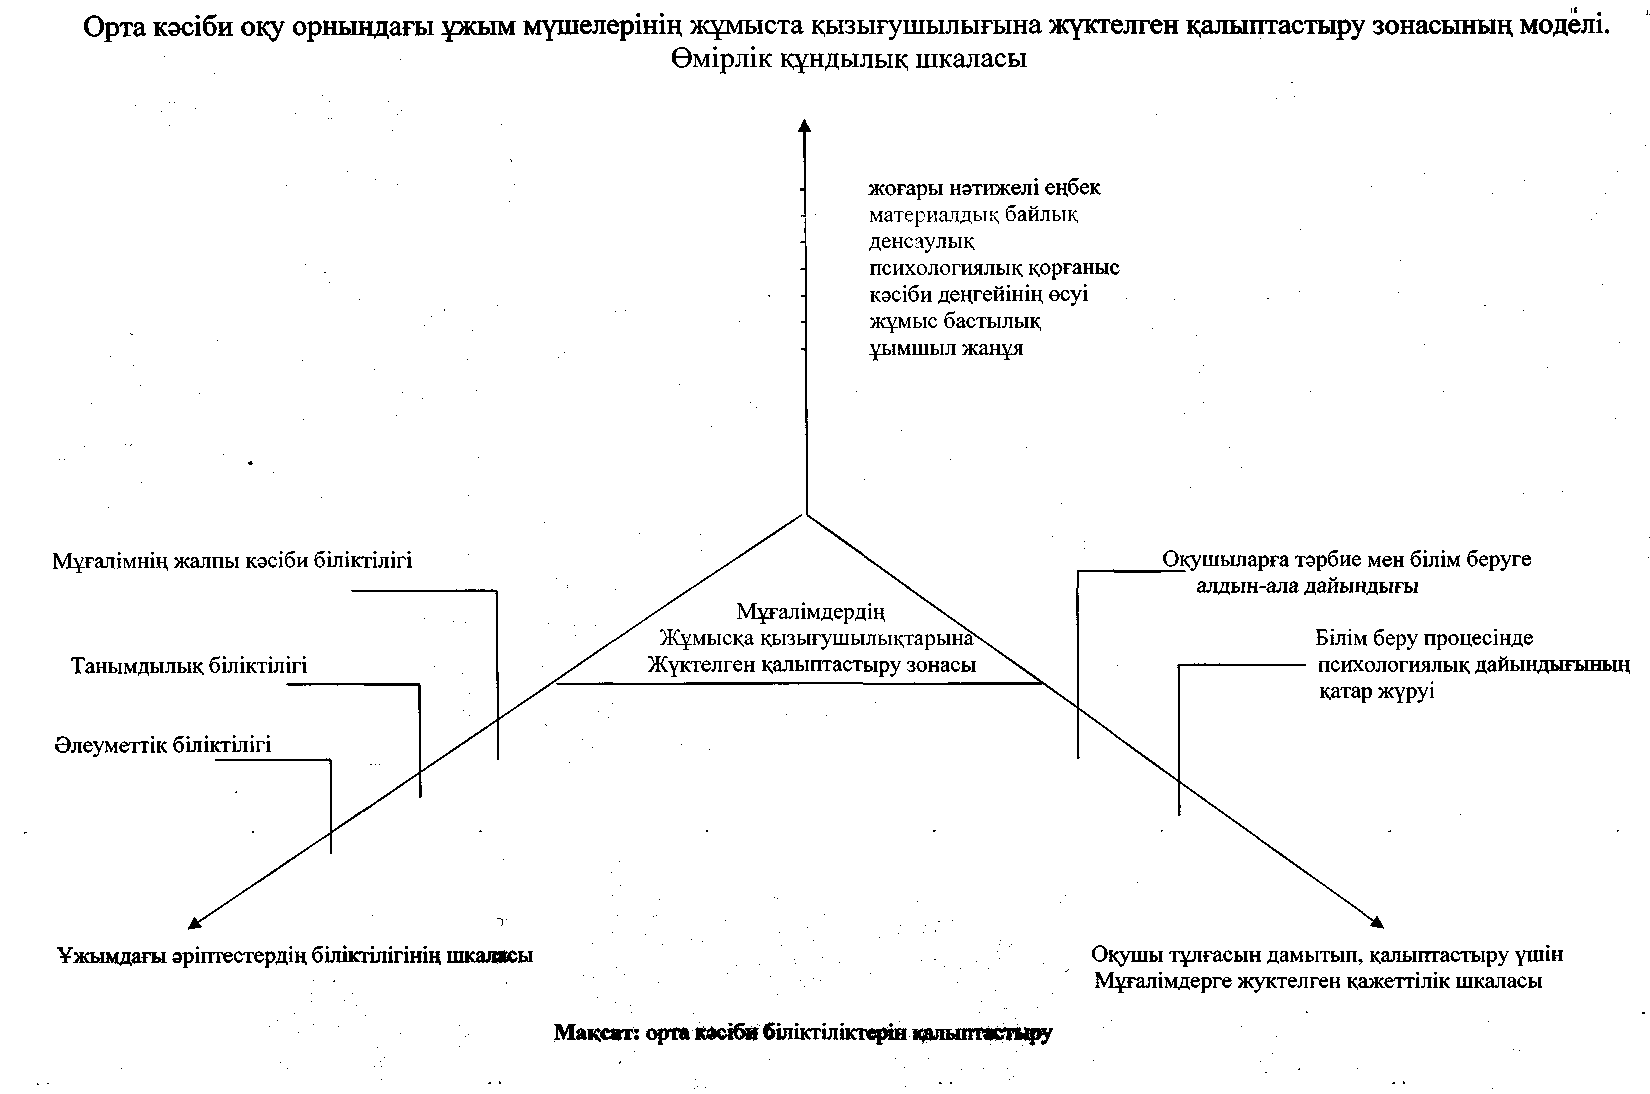 Орта кәсіби оқу орнындағы ұжым мүшелерінің жұмыста қызығушылығына жүктелген қалыптастыру зонасының моделі.
Өмірлік құндылық шкаласы
жоғары нәтижелі еңбек
материалдық байлық
денсаулық
психологиялық қорғаныс
кәсіби деңгейінің өсуі
жұмыс бастылық
ұымшыл жанұя
Мұғалімнің жалпы кәсіби біліктілігі
Танымдылық біліктілігі
Әлеуметтік біліктілігі
Мұғалімдердің
Жұмысқа қызығушылықтарына
Жүктелген қалыптастыру зонасы
Оқушыларға тәрбие мен білім беруге
алдын-ала дайындығы
Білім беру процесінде
психологиялық дайындығының
қатар жүруі
Ұжымдағы әріптестердің біліктілігінің шкаласы
Оқушы тұлғасын дамытып, қалыптастыру үшін
Мұғалімдерге жуктелген қажеттілік шкаласы
Мақсат: орта кәсіби біліктіліктерін қалыптастыру